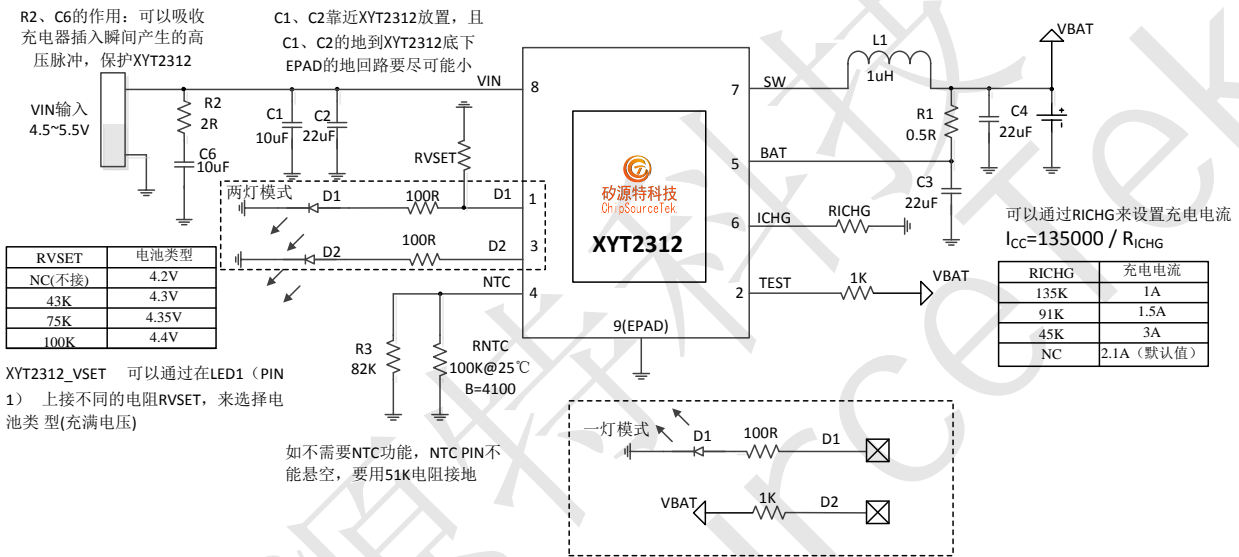 R2、C6的作用：可以吸收
充电器插入瞬间产生的高
压脉冲，保护XYT2312
C1、C2靠近XYT2312放置，且
C1、C2的地到XYT2312底下
EPAD的地回路要尽可能小
VIN输入
4.5~5.5V
R2
2R
C6
10uF
C1
10uF
C2
22uF
VIN
8
RVSET
两灯模式
D1
100R
D1
1
D2
100R
D2
3
NTC
4
R3
82K
RNTC
100K@25℃
B=4100
砂源特科技
ChipSourceTek
XYT2312
9(EPAD)
7
SW
L1
1uH
VBAT
R1
0.5R
C4
22uF
+
5
BAT
C3
22uF
6
ICHG
RICHG
2
TEST
1K
VBAT
可以通过RICHG来设置充电电流
ICC=135000 / RICHG
RICHG 充电电流
135K 1A
91K 1.5A
45K 3A
NC 2.1A（默认值）
RVSET 电池类型
NC(不接) 4.2V
43K 4.3V
75K 4.35V
100K 4.4V
XYT2312_VSET 可以通过在LED1（PIN
1） 上接不同的电阻RVSET，来选择电
池类 型(充满电压)
如不需要NTC功能，NTC PIN不
能悬空，要用51K电阻接地
一灯模式
D1
100R
D1
VBAT
1K
D2